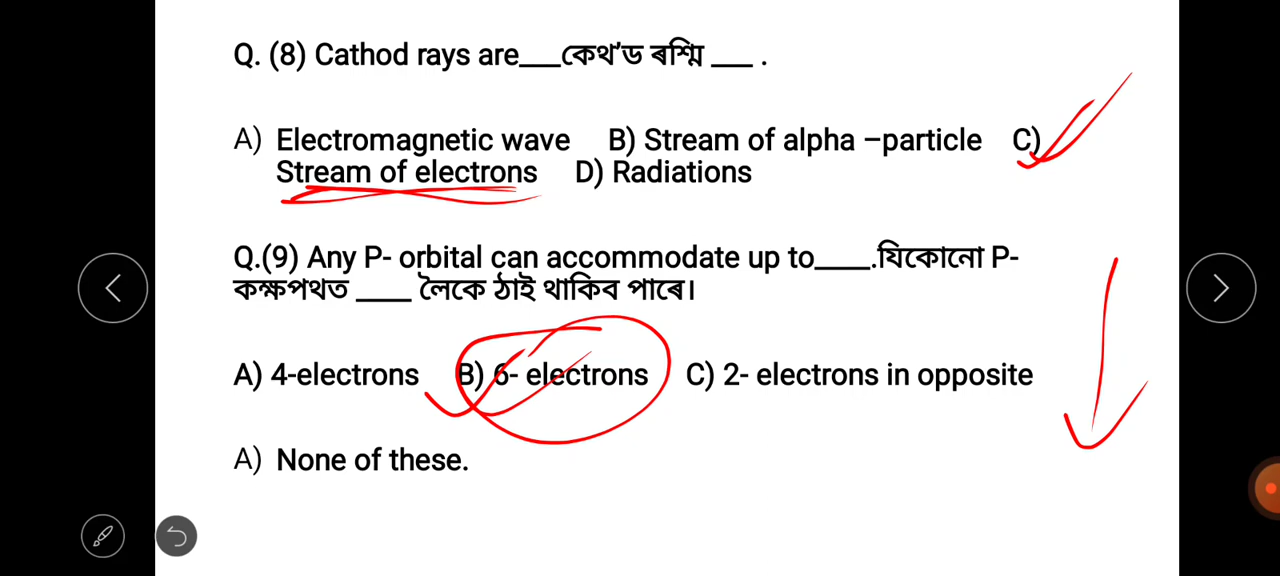 Q. (8) Cathod rays are___কেথ'ড ৰশ্মি ___ .
A) Electromagnetic wave B) Stream of alpha –particle C)
Stream of electrons D) Radiations
Q.(9) Any P- orbital can accommodate up to____.যিকোনো P-
কক্ষপথত ____ লৈকে ঠাই থাকিব পাৰে।
A) 4-electrons B) 6- electrons C) 2- electrons in opposite
A) None of these.